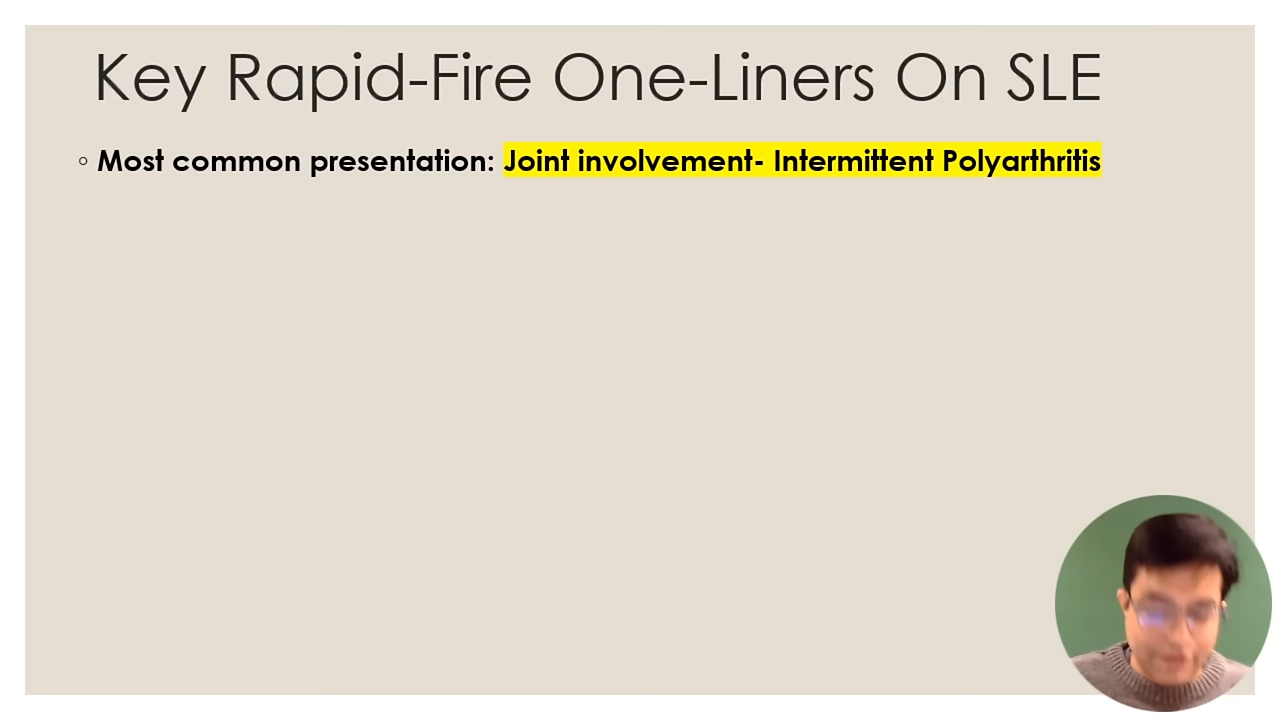 Key Rapid-Fire One-Liners On SLE
◦ Most common presentation: Joint involvement- Intermittent Polyarthritis